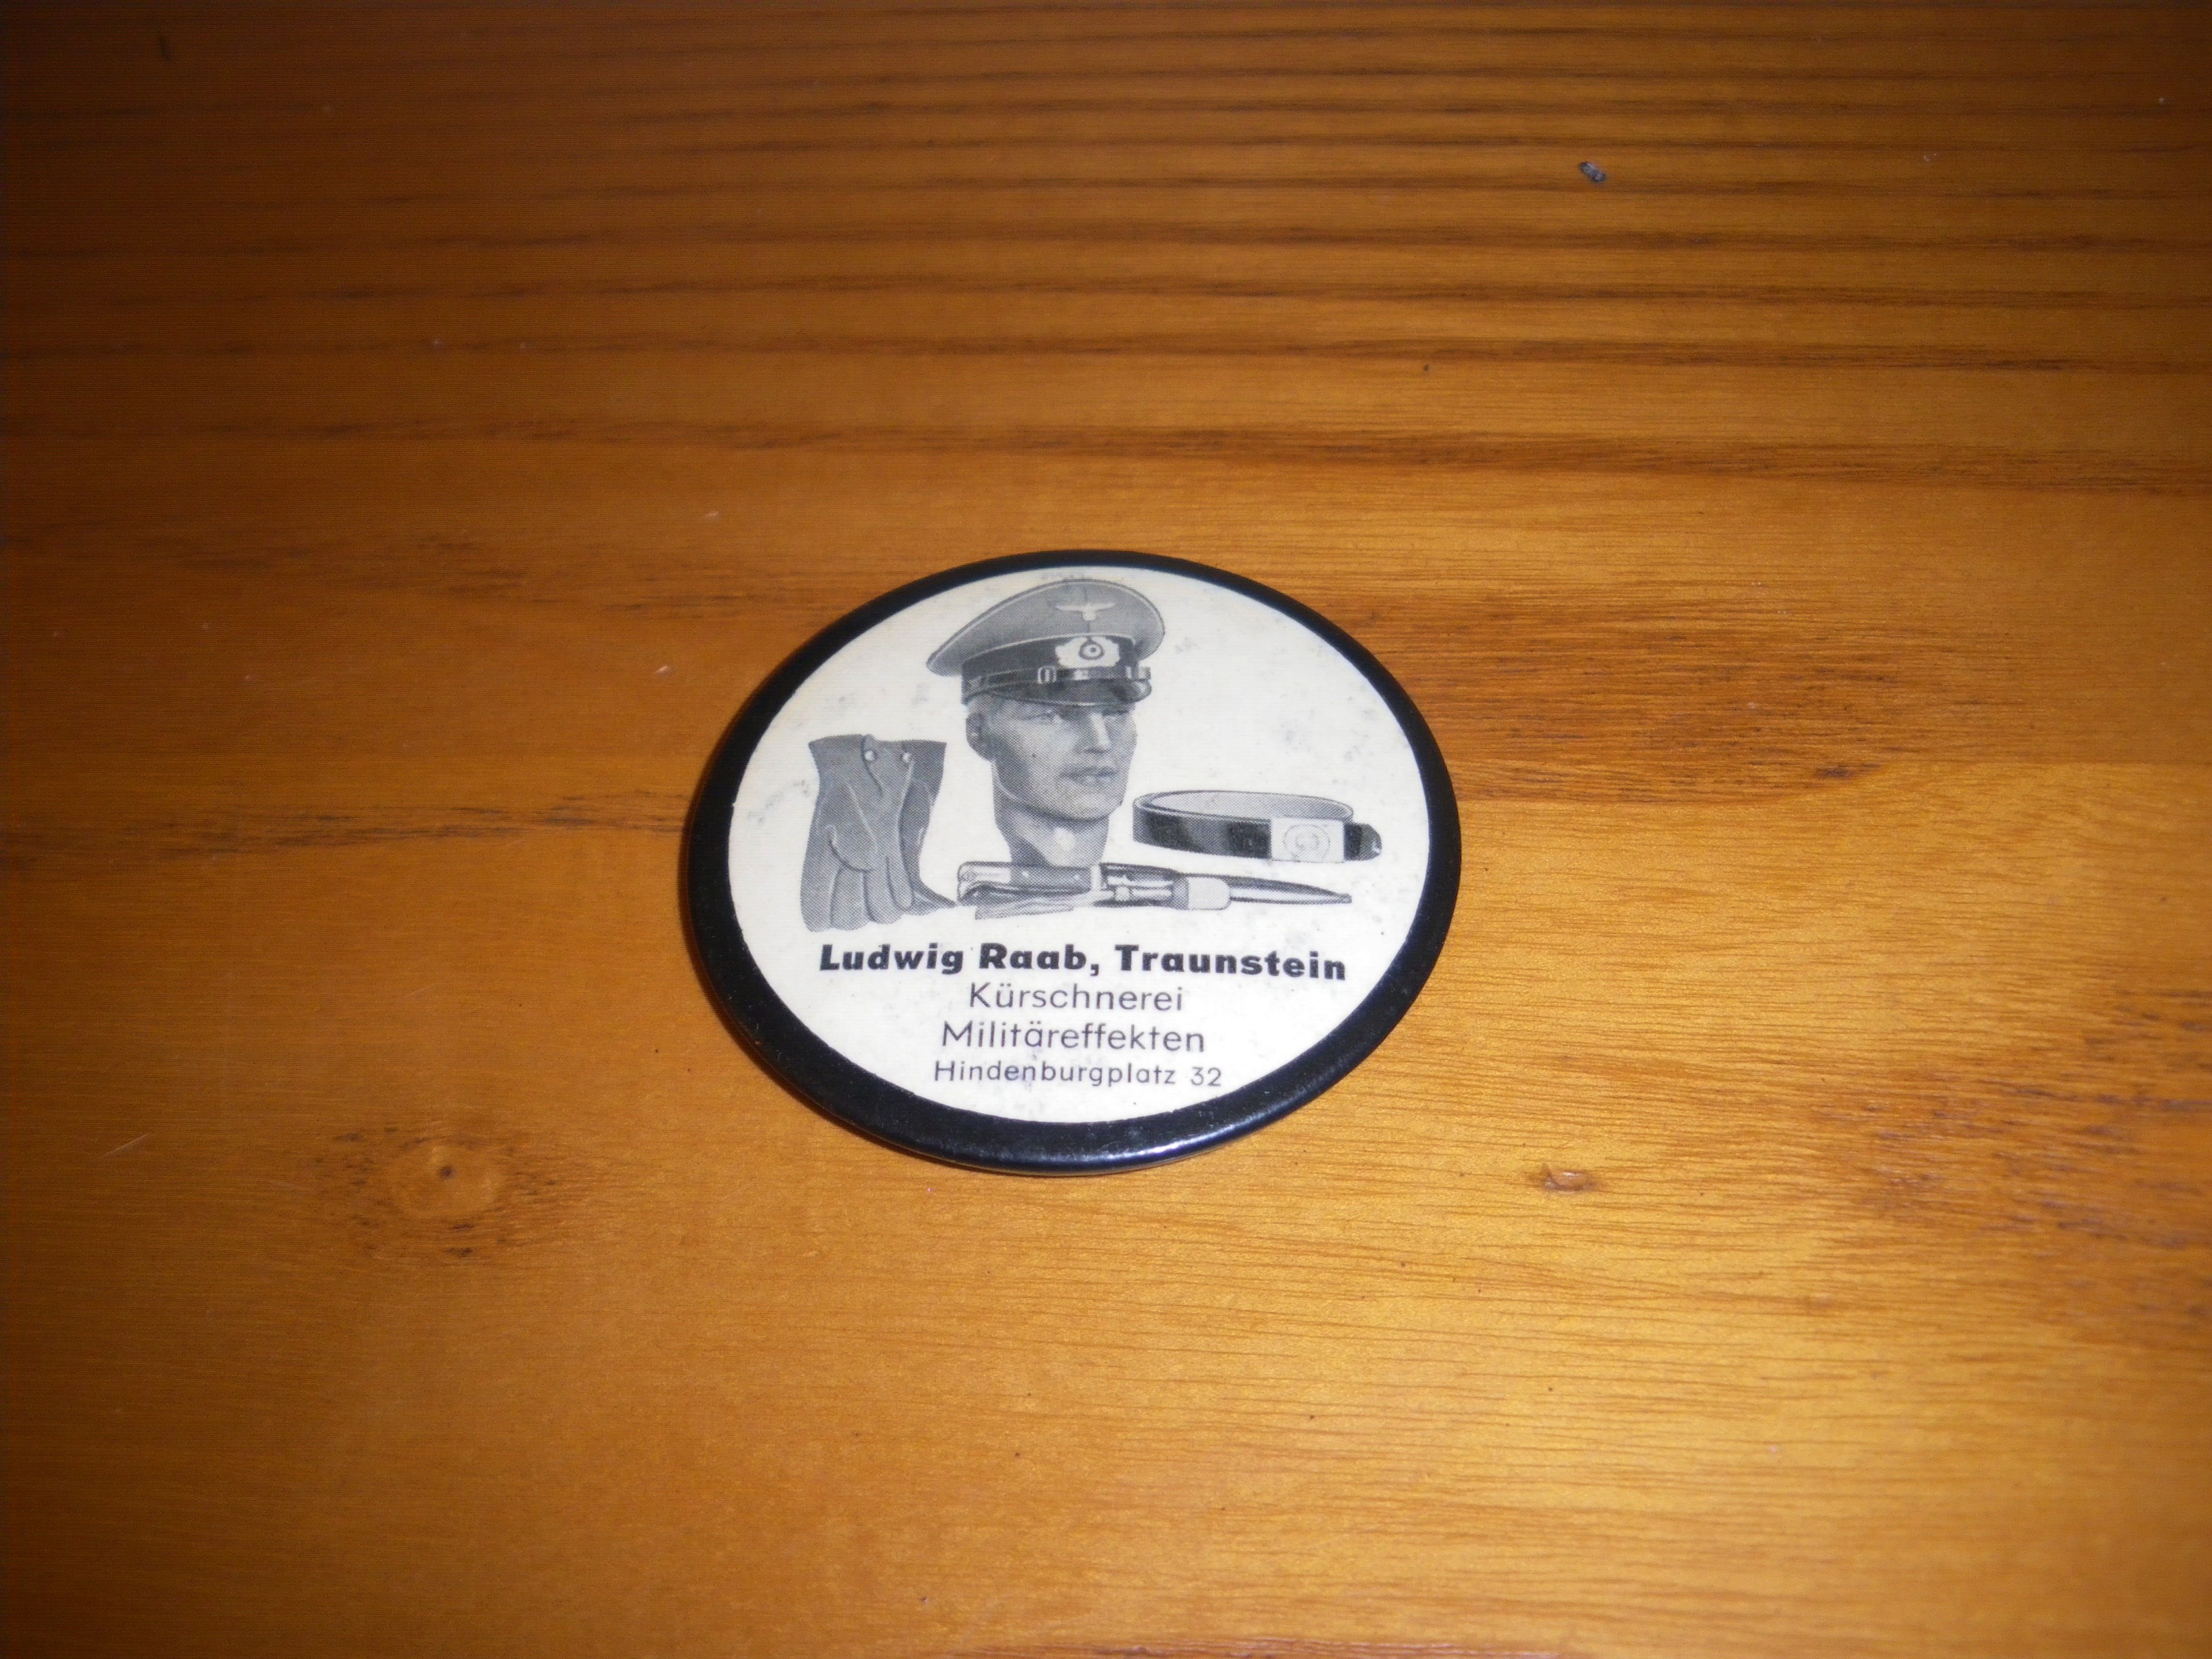 Ludwig Raab, Traunstein
Kürschnerei
Militäreffekten
Hindenburgplatz 32